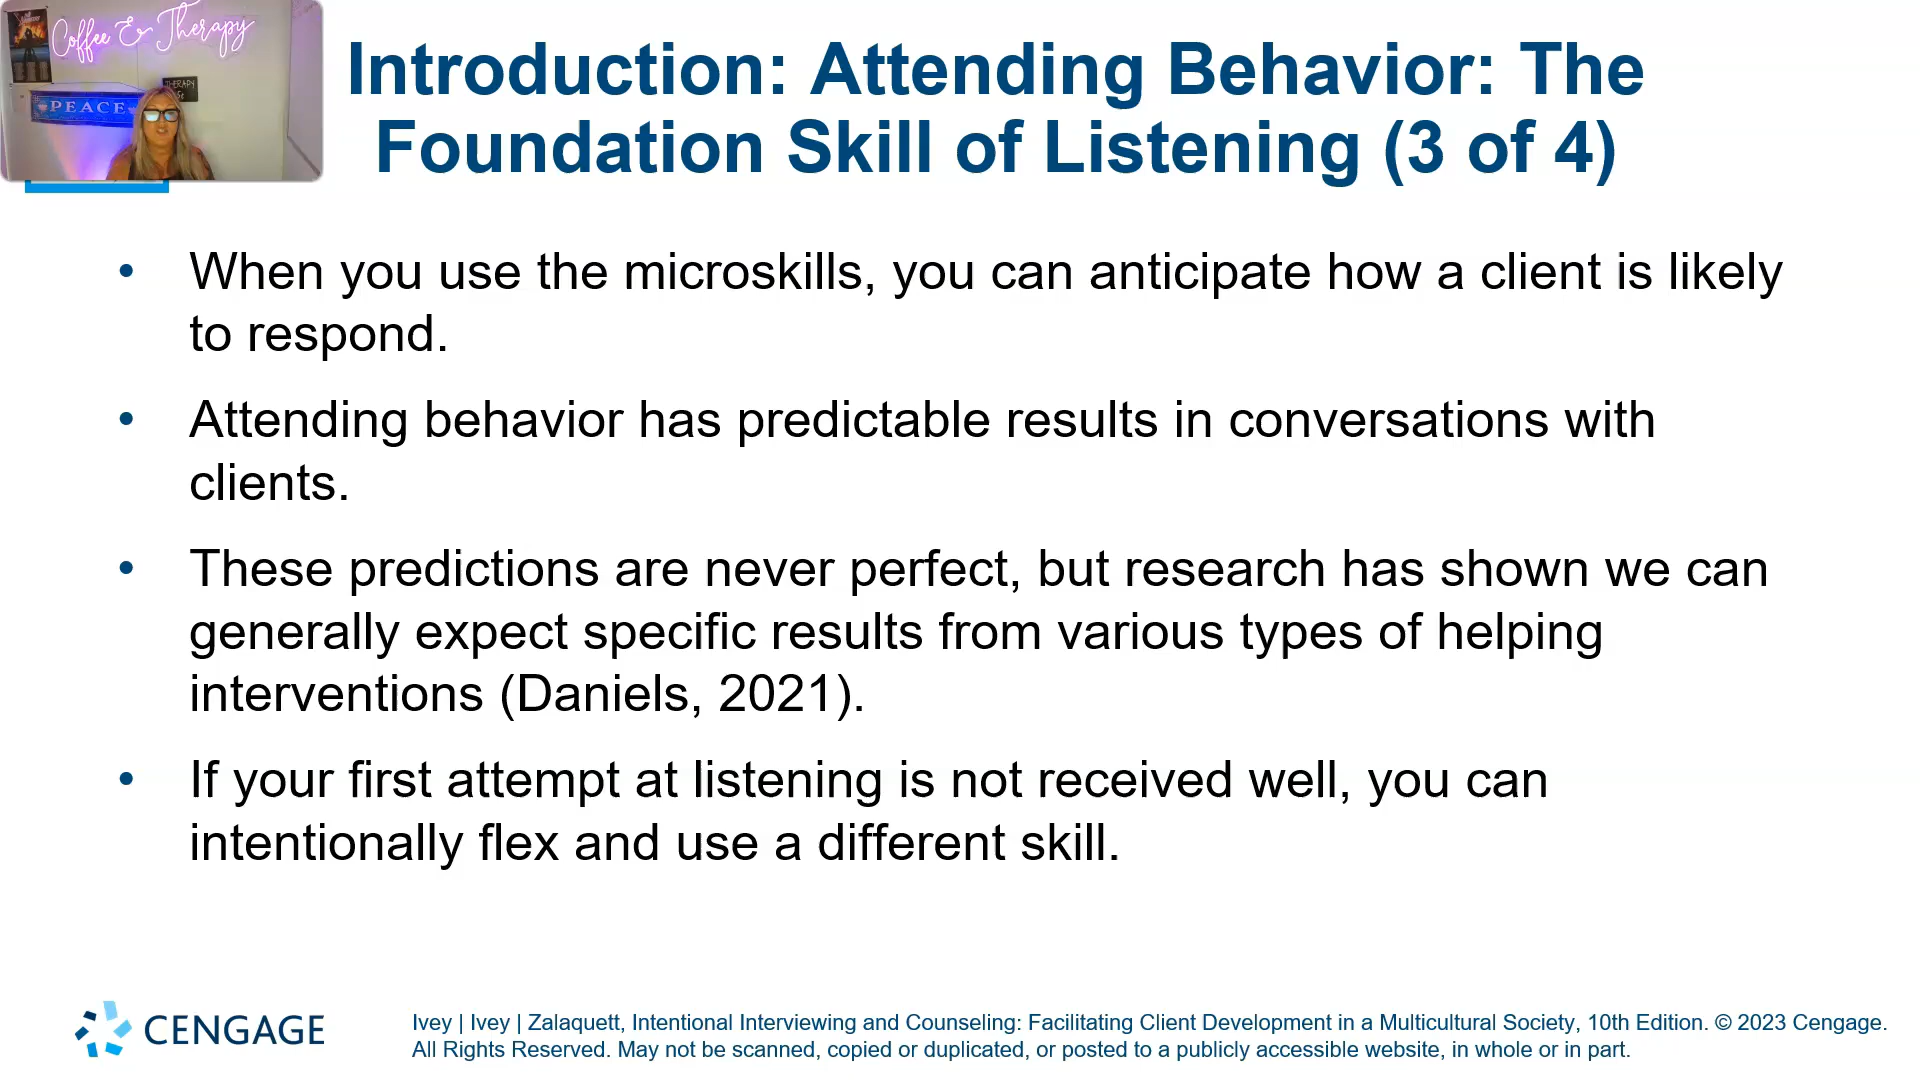 Coffee & Therapy
PEACE
THERAPY
5¢
Introduction: Attending Behavior: The
Foundation Skill of Listening (3 of 4)
• When you use the microskills, you can anticipate how a client is likely
to respond.
• Attending behavior has predictable results in conversations with
clients.
• These predictions are never perfect, but research has shown we can
generally expect specific results from various types of helping
interventions (Daniels, 2021).
• If your first attempt at listening is not received well, you can
intentionally flex and use a different skill.
CENGAGE
Ivey | Ivey | Zalaquett, Intentional Interviewing and Counseling: Facilitating Client Development in a Multicultural Society, 10th Edition. © 2023 Cengage.
All Rights Reserved. May not be scanned, copied or duplicated, or posted to a publicly accessible website, in whole or in part.